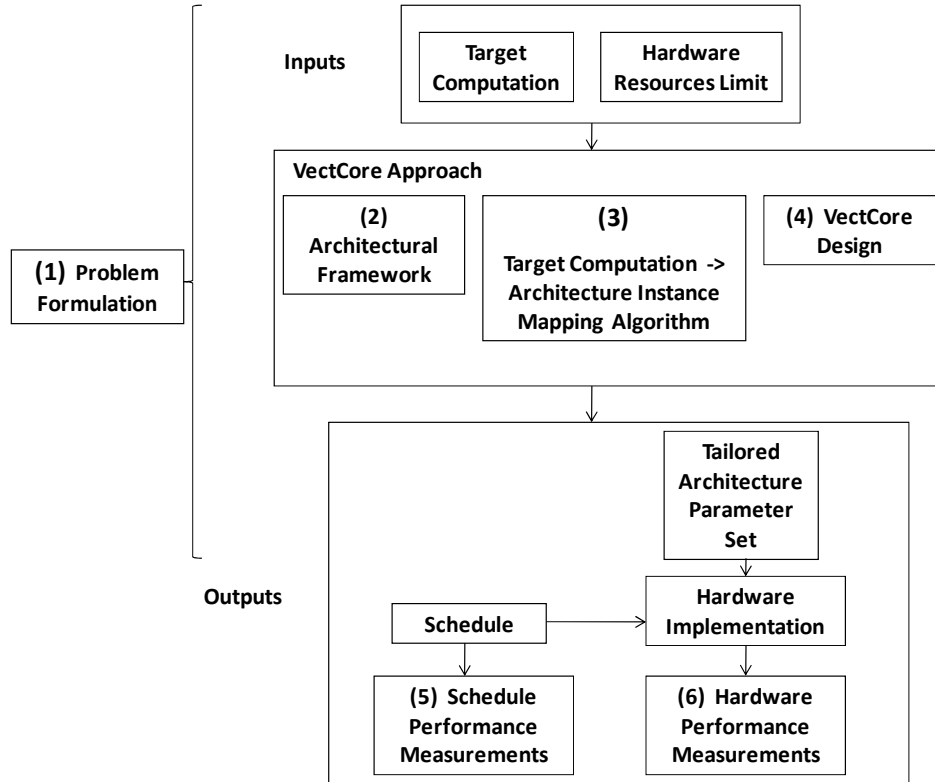 Inputs
Target
Computation
Hardware
Resources Limit
VectCore Approach
(2)
Architectural
Framework
(3)
Target Computation ->
Architecture Instance
Mapping Algorithm
(4) VectCore
Design
(1) Problem
Formulation
Outputs
Tailored
Architecture
Parameter
Set
Schedule
Hardware
Implementation
(5) Schedule
Performance
Measurements
(6) Hardware
Performance
Measurements